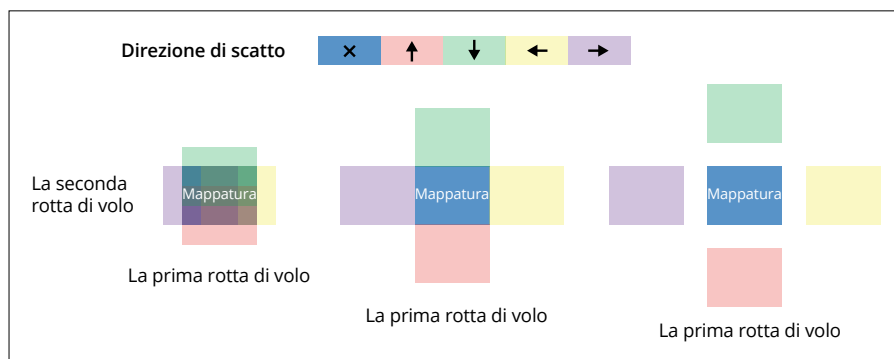 Direzione di scatto
La seconda
rotta di volo
Mappatura
Mappatura
Mappatura
La prima rotta di volo
La prima rotta di volo
La prima rotta di volo